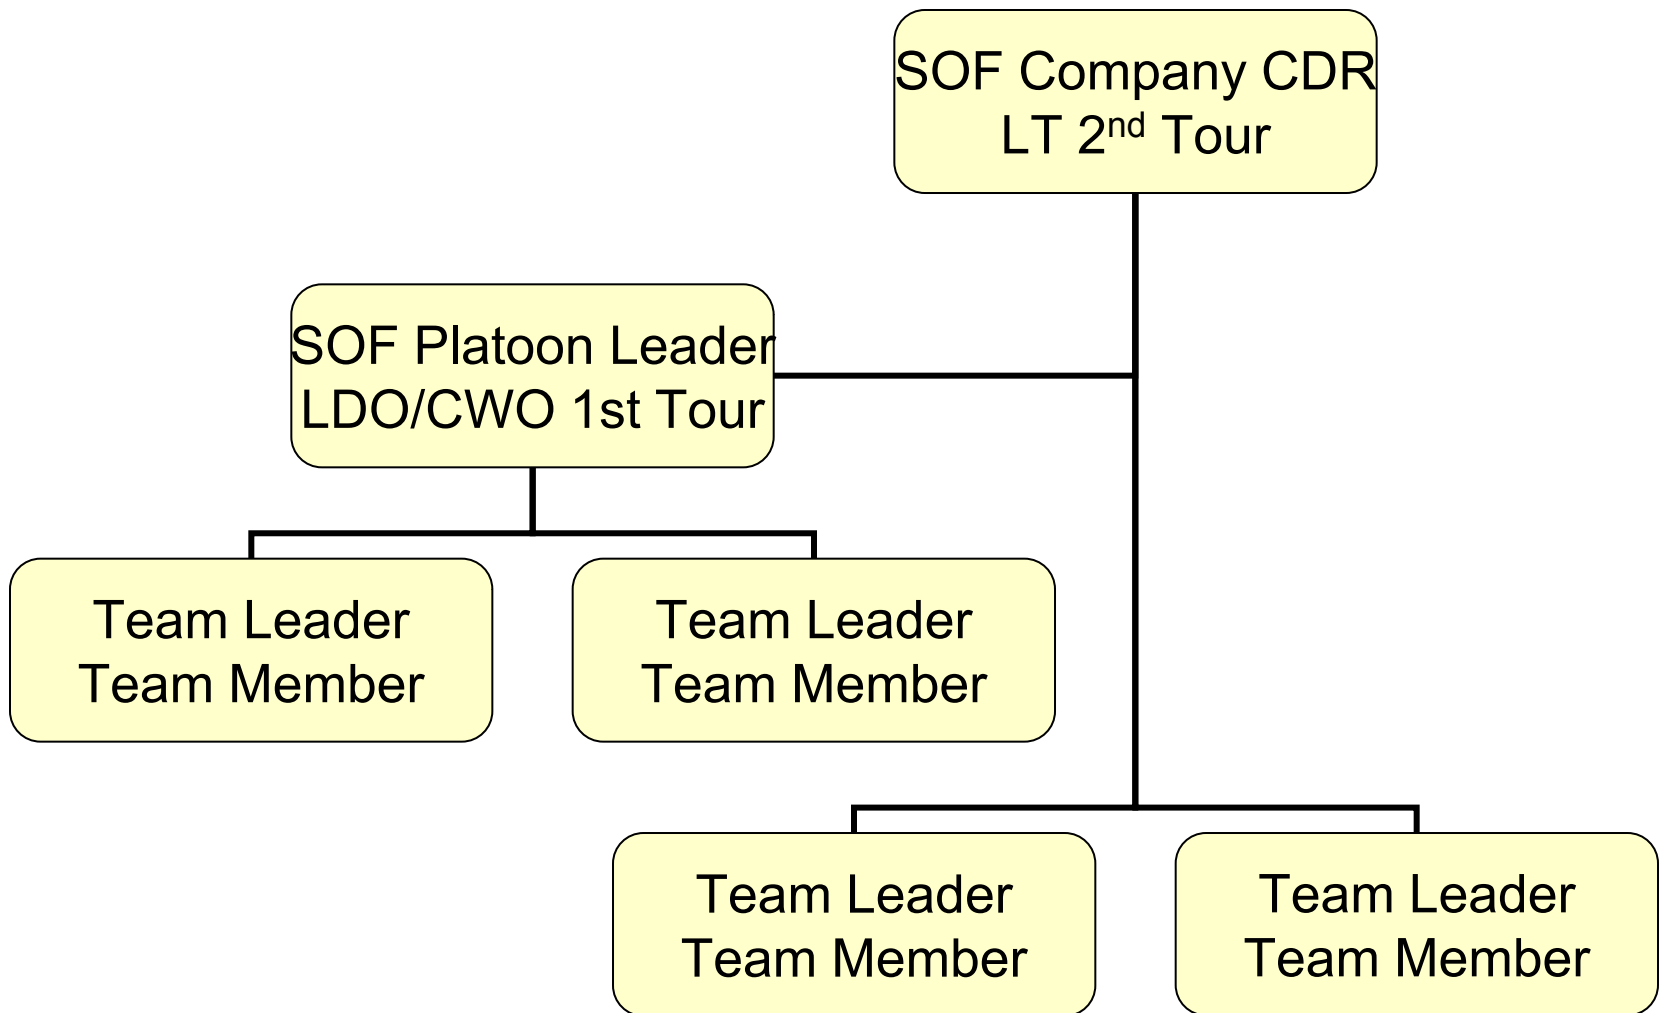 SOF Company CDR
LT 2nd Tour
SOF Platoon Leader
LDO/CWO 1st Tour
Team Leader
Team Member
Team Leader
Team Member
Team Leader
Team Member
Team Leader
Team Member